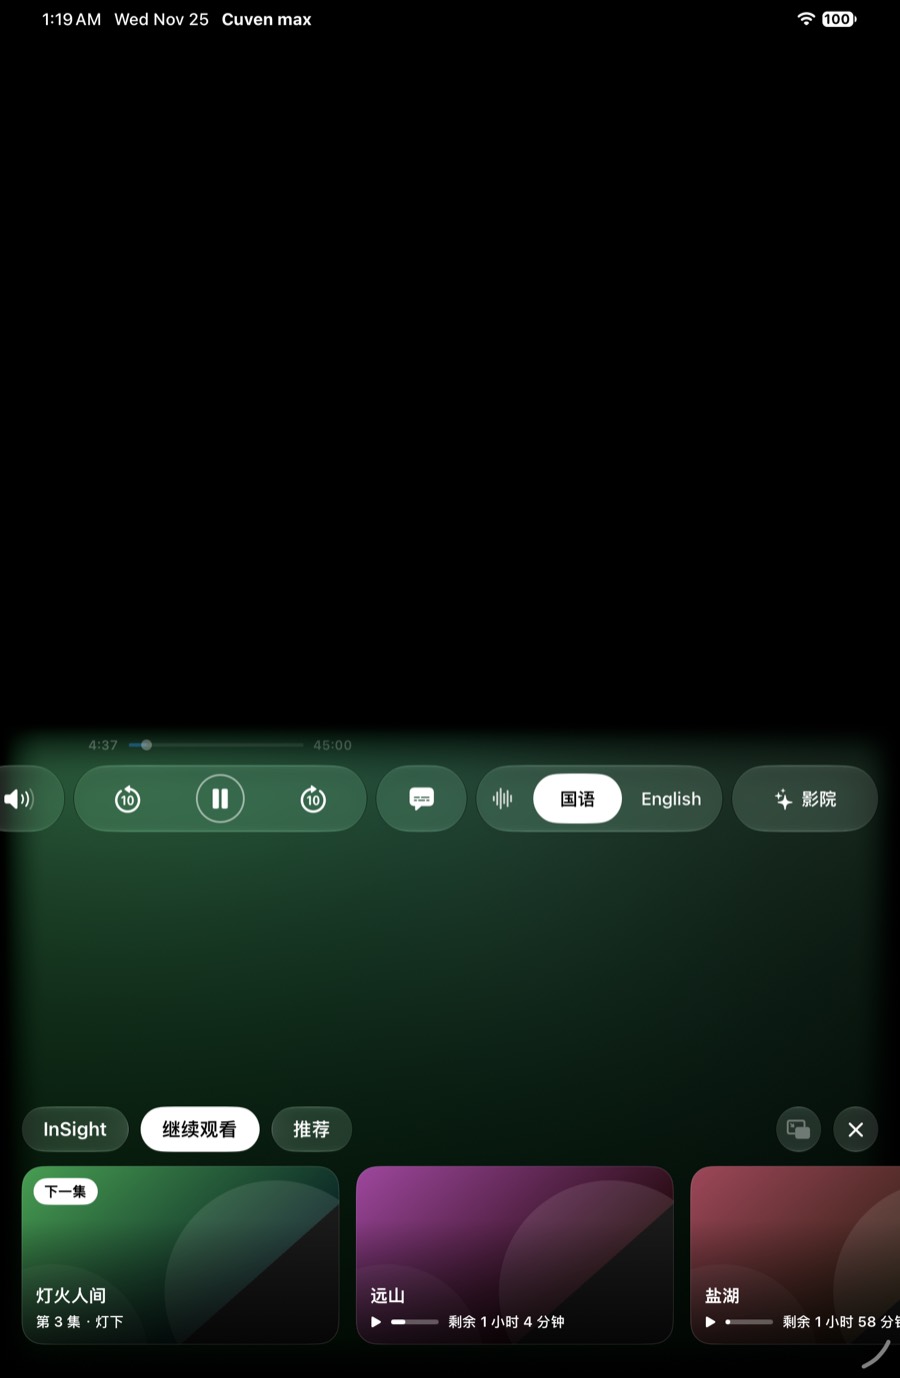 1:19 AM Wed Nov 25 Cuven max 100
4:37 45:00
10 10 国语 English 影院
InSight 继续观看 推荐
下一集
灯火人间 远山 盐湖
第 3 集 · 灯下 剩余 1 小时 4 分钟 剩余 1 小时 58 分